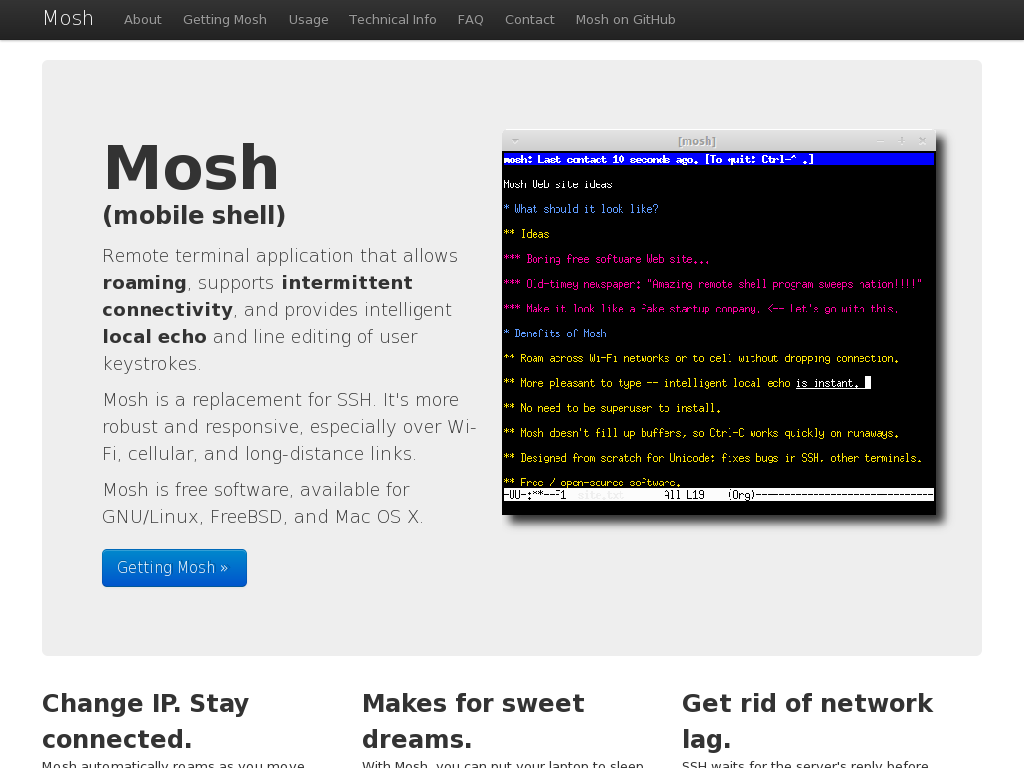 Mosh About Getting Mosh Usage Technical Info FAQ Contact Mosh on GitHub
Mosh
(mobile shell)
Remote terminal application that allows
roaming, supports intermittent
connectivity, and provides intelligent
local echo and line editing of user
keystrokes.
Mosh is a replacement for SSH. It's more
robust and responsive, especially over Wi-
Fi, cellular, and long-distance links.
Mosh is free software, available for
GNU/Linux, FreeBSD, and Mac OS X.
Getting Mosh »
[mosh]
mosh: Last contact 10 seconds ago. [To quit: Ctrl-^ .]
Mosh Web site ideas
* What should it look like?
** Ideas
*** Boring free software Web site...
*** Old-timey newspaper: "Amazing remote shell program sweeps nation!!!!"
*** Make it look like a fake startup company. <-- Let's go with this.
* Benefits of Mosh
** Roam across Wi-Fi networks or to cell without dropping connection.
** More pleasant to type -- intelligent local echo is instant.
** No need to be superuser to install.
** Mosh doesn't fill up buffers, so Ctrl-C works quickly on runaways.
** Designed from scratch for Unicode; fixes bugs in SSH, other terminals.
** Free / open-source software.
-UU-:**--F1 site.txt All L19 (Org)--------------------------------
Change IP. Stay
connected.
Mosh automatically roams as you move
Makes for sweet
dreams.
With Mosh, you can put your laptop to sleep
Get rid of network
lag.
SSH waits for the server's reply before